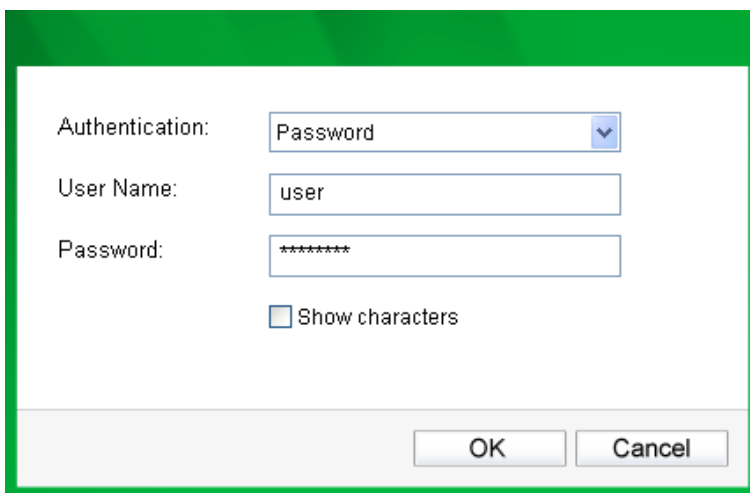 Authentication: Password
User Name: user
Password: ********
Show characters
OK Cancel